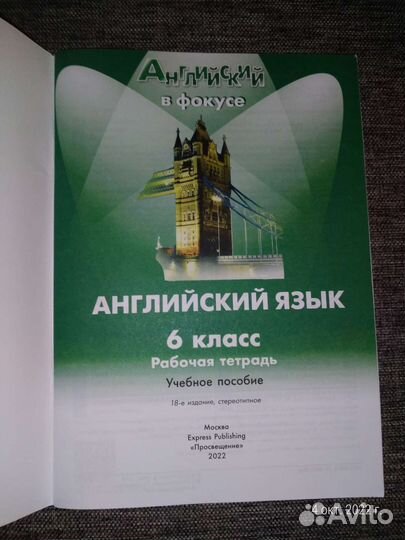 Английский
в фокусе
АНГЛИЙСКИЙ ЯЗЫК
6 класс
Рабочая тетрадь
Учебное пособие
18-е издание, стереотипное
Москва
Express Publishing
«Просвещение»
2022
4 окт. 2022 г.
Avito